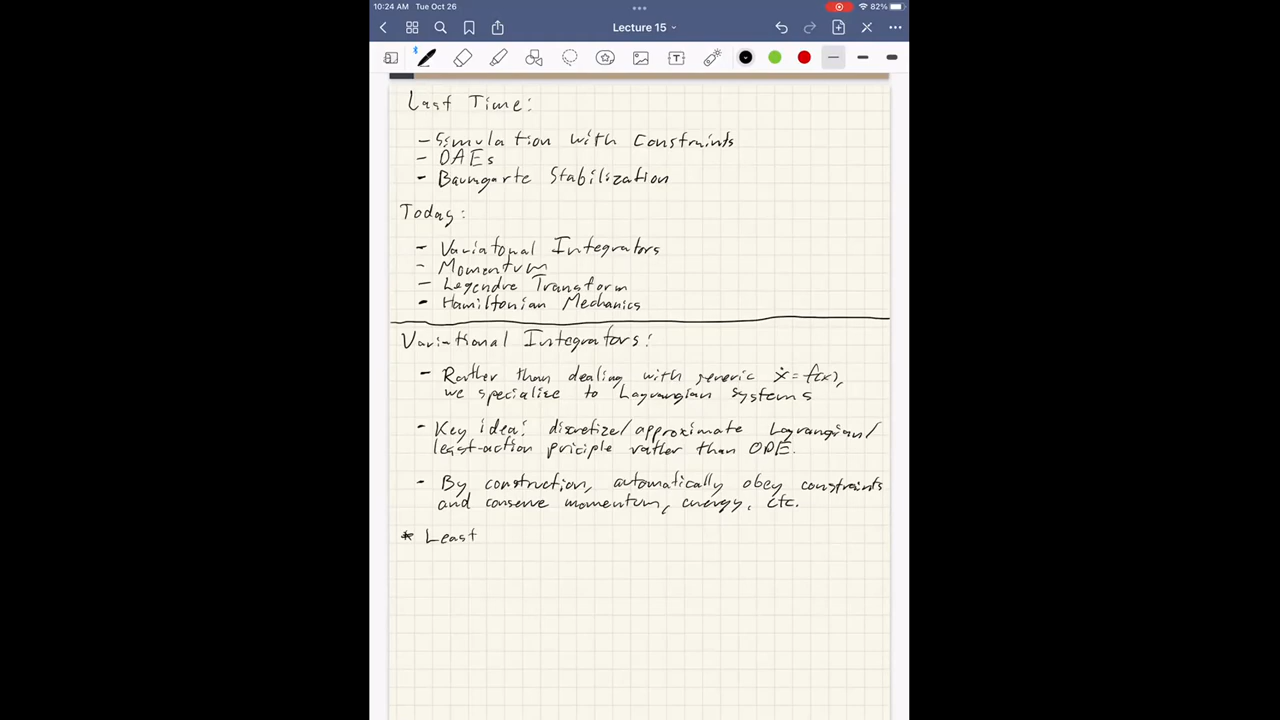 10:24 AM Tue Oct 26
82%
Lecture 15
Last Time:
- Simulation with Constraints
- DAEs
- Baumgarte Stabilization
Today:
- Variatonal Integrators
- Momentum
- Legendre Transform
- Hamiltonian Mechanics
Variational Integrators:
- Rather than dealing with generic ẋ = f(x),
we specialize to Lagrangian systems
- Key idea: discretize/approximate Lagrangian/
least-action priciple rather than ODE.
- By construction, automatically obey constraints
and conserve momentum, energy, etc.
* Least